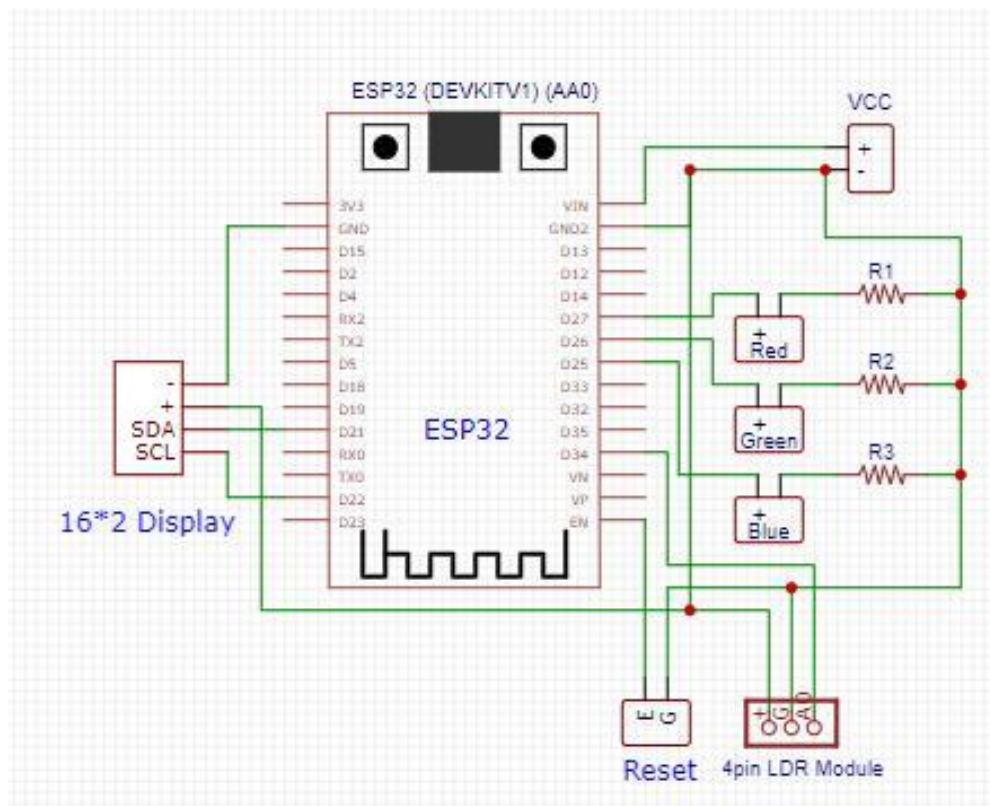 ESP32 (DEVKITV1) (AA0)
VCC
+
-
3V3
GND
D15
D2
D4
RX2
TX2
D5
D18
D19
D21
RX0
TX0
D22
D23
VIN
GND2
D13
D12
D14
D27
D26
D25
D33
D32
D35
D34
VN
VP
EN
ESP32
-
+
SDA
SCL
16*2 Display
R1
+
Red
R2
+
Green
R3
+
Blue
E
G
Reset
+
G
A0
4pin LDR Module